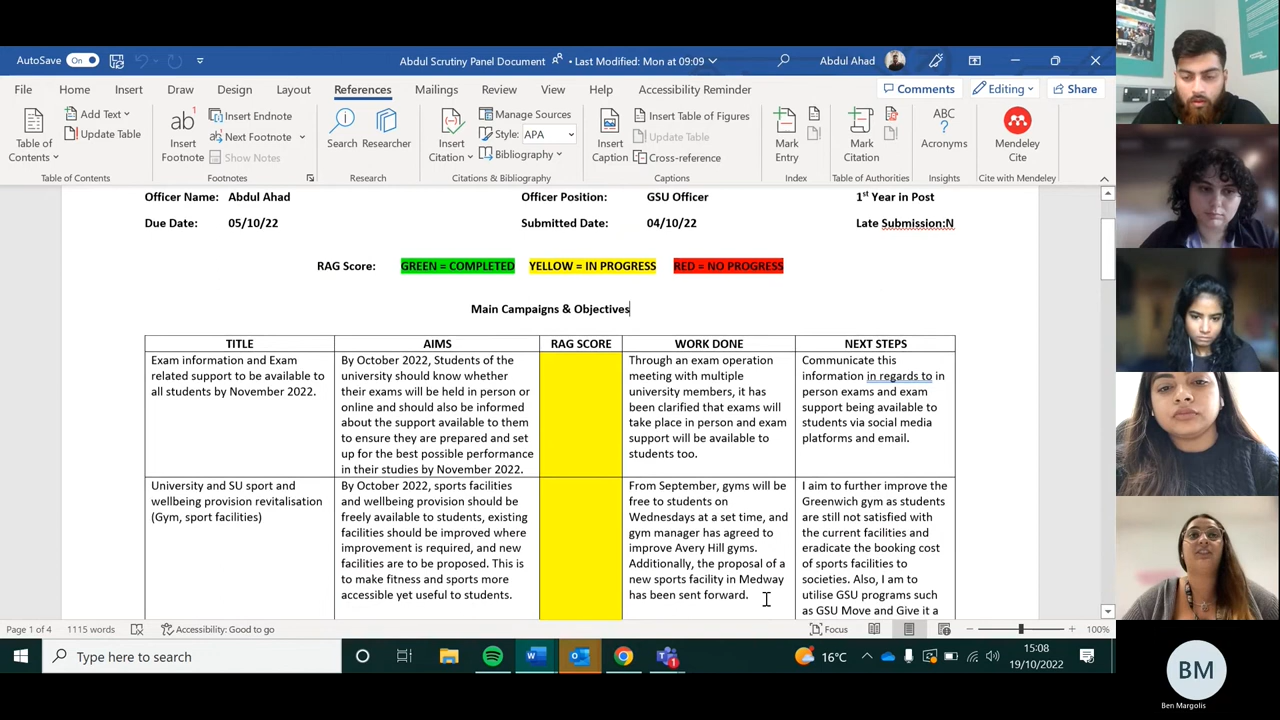 AutoSave On Abdul Scrutiny Panel Document • Last Modified: Mon at 09:09 Abdul Ahad
File Home Insert Draw Design Layout References Mailings Review View Help Accessibility Reminder Comments Editing Share
Table of Contents
Add Text
Update Table
Table of Contents
ab
Insert Footnote
Insert Endnote
Next Footnote
Show Notes
Footnotes
Search
Researcher
Research
Insert Citation
Manage Sources
Style: APA
Bibliography
Citations & Bibliography
Insert Caption
Insert Table of Figures
Update Table
Cross-reference
Captions
Mark Entry
Index
Mark Citation
Table of Authorities
ABC
?
Acronyms
Insights
Mendeley Cite
Cite with Mendeley
Officer Name: Abdul Ahad Officer Position: GSU Officer 1st Year in Post
Due Date: 05/10/22 Submitted Date: 04/10/22 Late Submission:N
RAG Score: GREEN = COMPLETED YELLOW = IN PROGRESS RED = NO PROGRESS
Main Campaigns & Objectives
TITLE AIMS RAG SCORE WORK DONE NEXT STEPS
Exam information and Exam
related support to be available to
all students by November 2022.
By October 2022, Students of the
university should know whether
their exams will be held in person or
online and should also be informed
about the support available to them
to ensure they are prepared and set
up for the best possible performance
in their studies by November 2022.
Through an exam operation
meeting with multiple
university members, it has
been clarified that exams will
take place in person and exam
support will be available to
students too.
Communicate this
information in regards to in
person exams and exam
support being available to
students via social media
platforms and email.
University and SU sport and
wellbeing provision revitalisation
(Gym, sport facilities)
By October 2022, sports facilities
and wellbeing provision should be
freely available to students, existing
facilities should be improved where
improvement is required, and new
facilities are to be proposed. This is
to make fitness and sports more
accessible yet useful to students.
From September, gyms will be
free to students on
Wednesdays at a set time, and
gym manager has agreed to
improve Avery Hill gyms.
Additionally, the proposal of a
new sports facility in Medway
has been sent forward.
I aim to further improve the
Greenwich gym as students
are still not satisfied with
the current facilities and
eradicate the booking cost
of sports facilities to
societies. Also, I am to
utilise GSU programs such
as GSU Move and Give it a
Page 1 of 4 1115 words Accessibility: Good to go Focus 100%
Type here to search 16°C 15:08
19/10/2022
BM
Ben Margolis